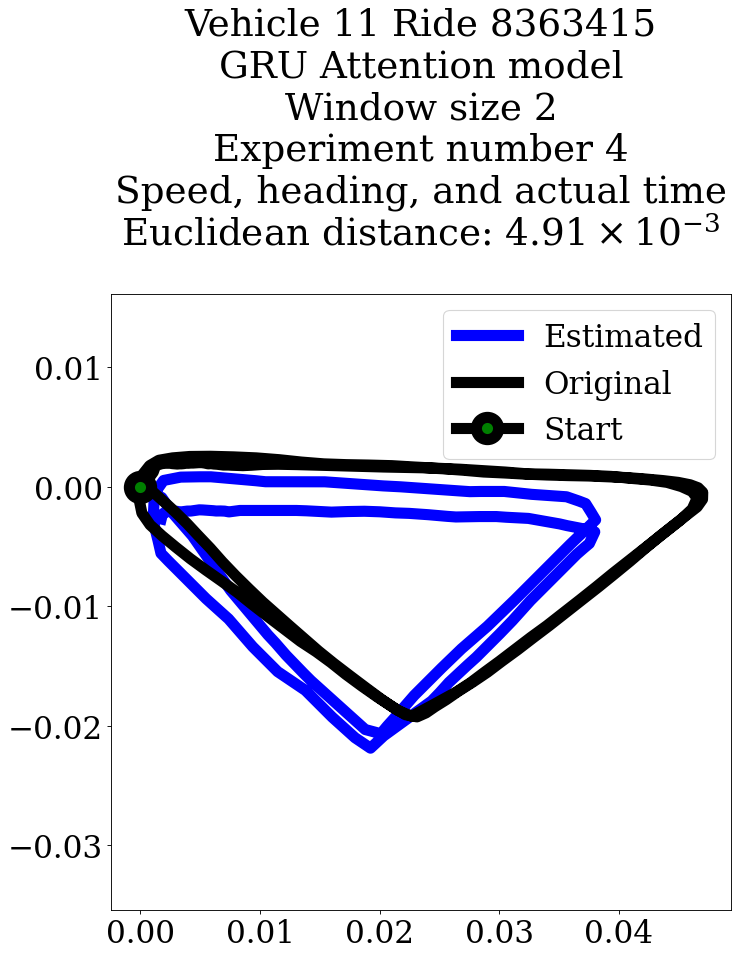 Vehicle 11 Ride 8363415
GRU Attention model
Window size 2
Experiment number 4
Speed, heading, and actual time
Euclidean distance: 4.91 × 10⁻³
Estimated
Original
Start
0.01
0.00
−0.01
−0.02
−0.03
0.00 0.01 0.02 0.03 0.04